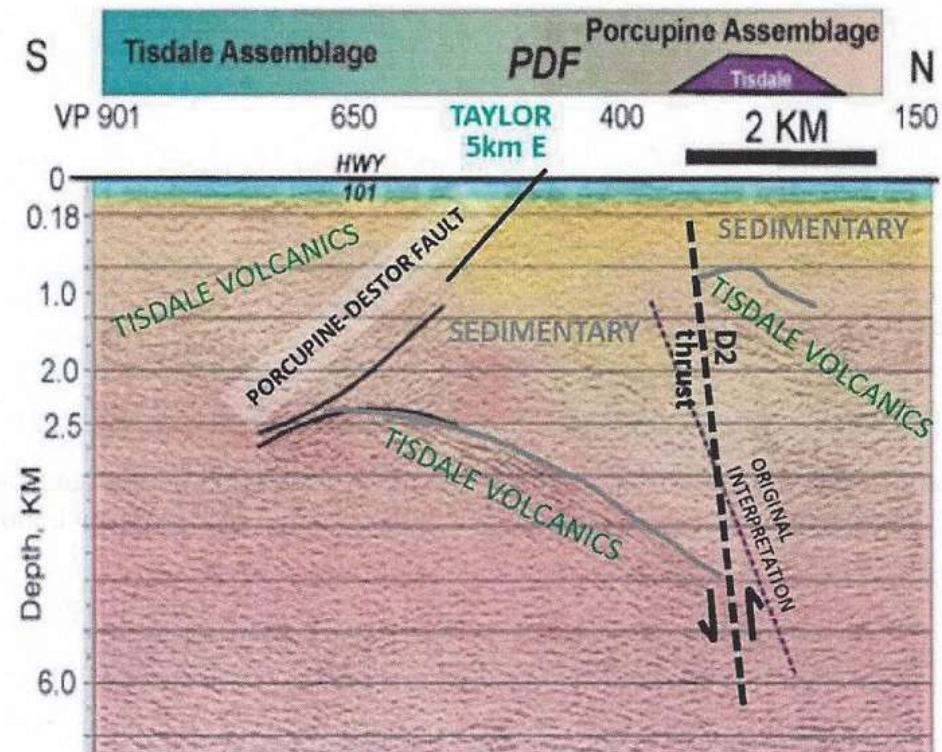 S
Tisdale Assemblage
PDF
Porcupine Assemblage
Tisdale
N
VP 901
650
TAYLOR
5km E
400
2 KM
150
HWY
101
0
0.18
1.0
2.0
2.5
6.0
Depth, KM
TISDALE VOLCANICS
PORCUPINE-DESTOR FAULT
SEDIMENTARY
SEDIMENTARY
TISDALE VOLCANICS
D2
thrust
TISDALE VOLCANICS
ORIGINAL
INTERPRETATION